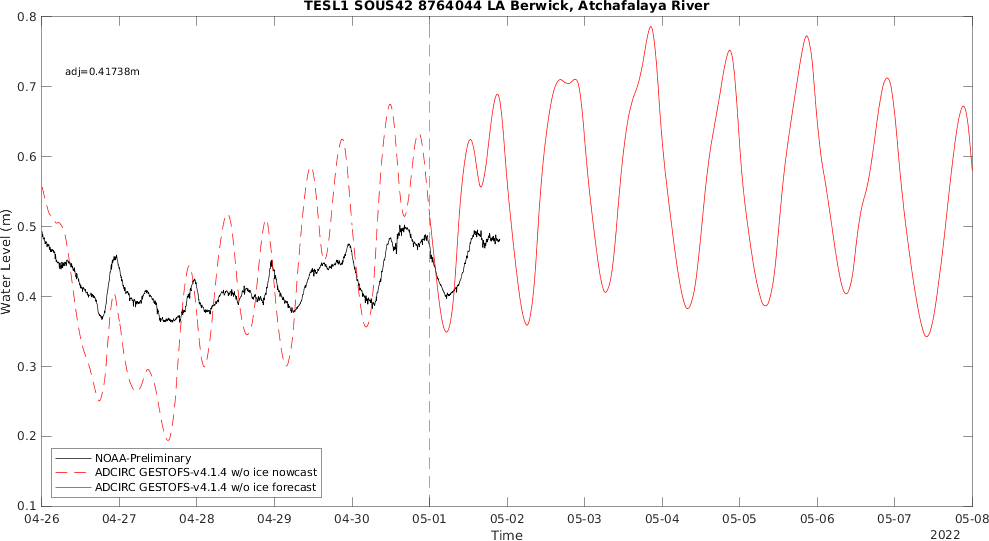 TESL1 SOUS42 8764044 LA Berwick, Atchafalaya River
adj=0.41738m
Water Level (m)
0.8
0.7
0.6
0.5
0.4
0.3
0.2
0.1
NOAA-Preliminary
ADCIRC GESTOFS-v4.1.4 w/o ice nowcast
ADCIRC GESTOFS-v4.1.4 w/o ice forecast
04-26 04-27 04-28 04-29 04-30 05-01 05-02 05-03 05-04 05-05 05-06 05-07 05-08
Time
2022